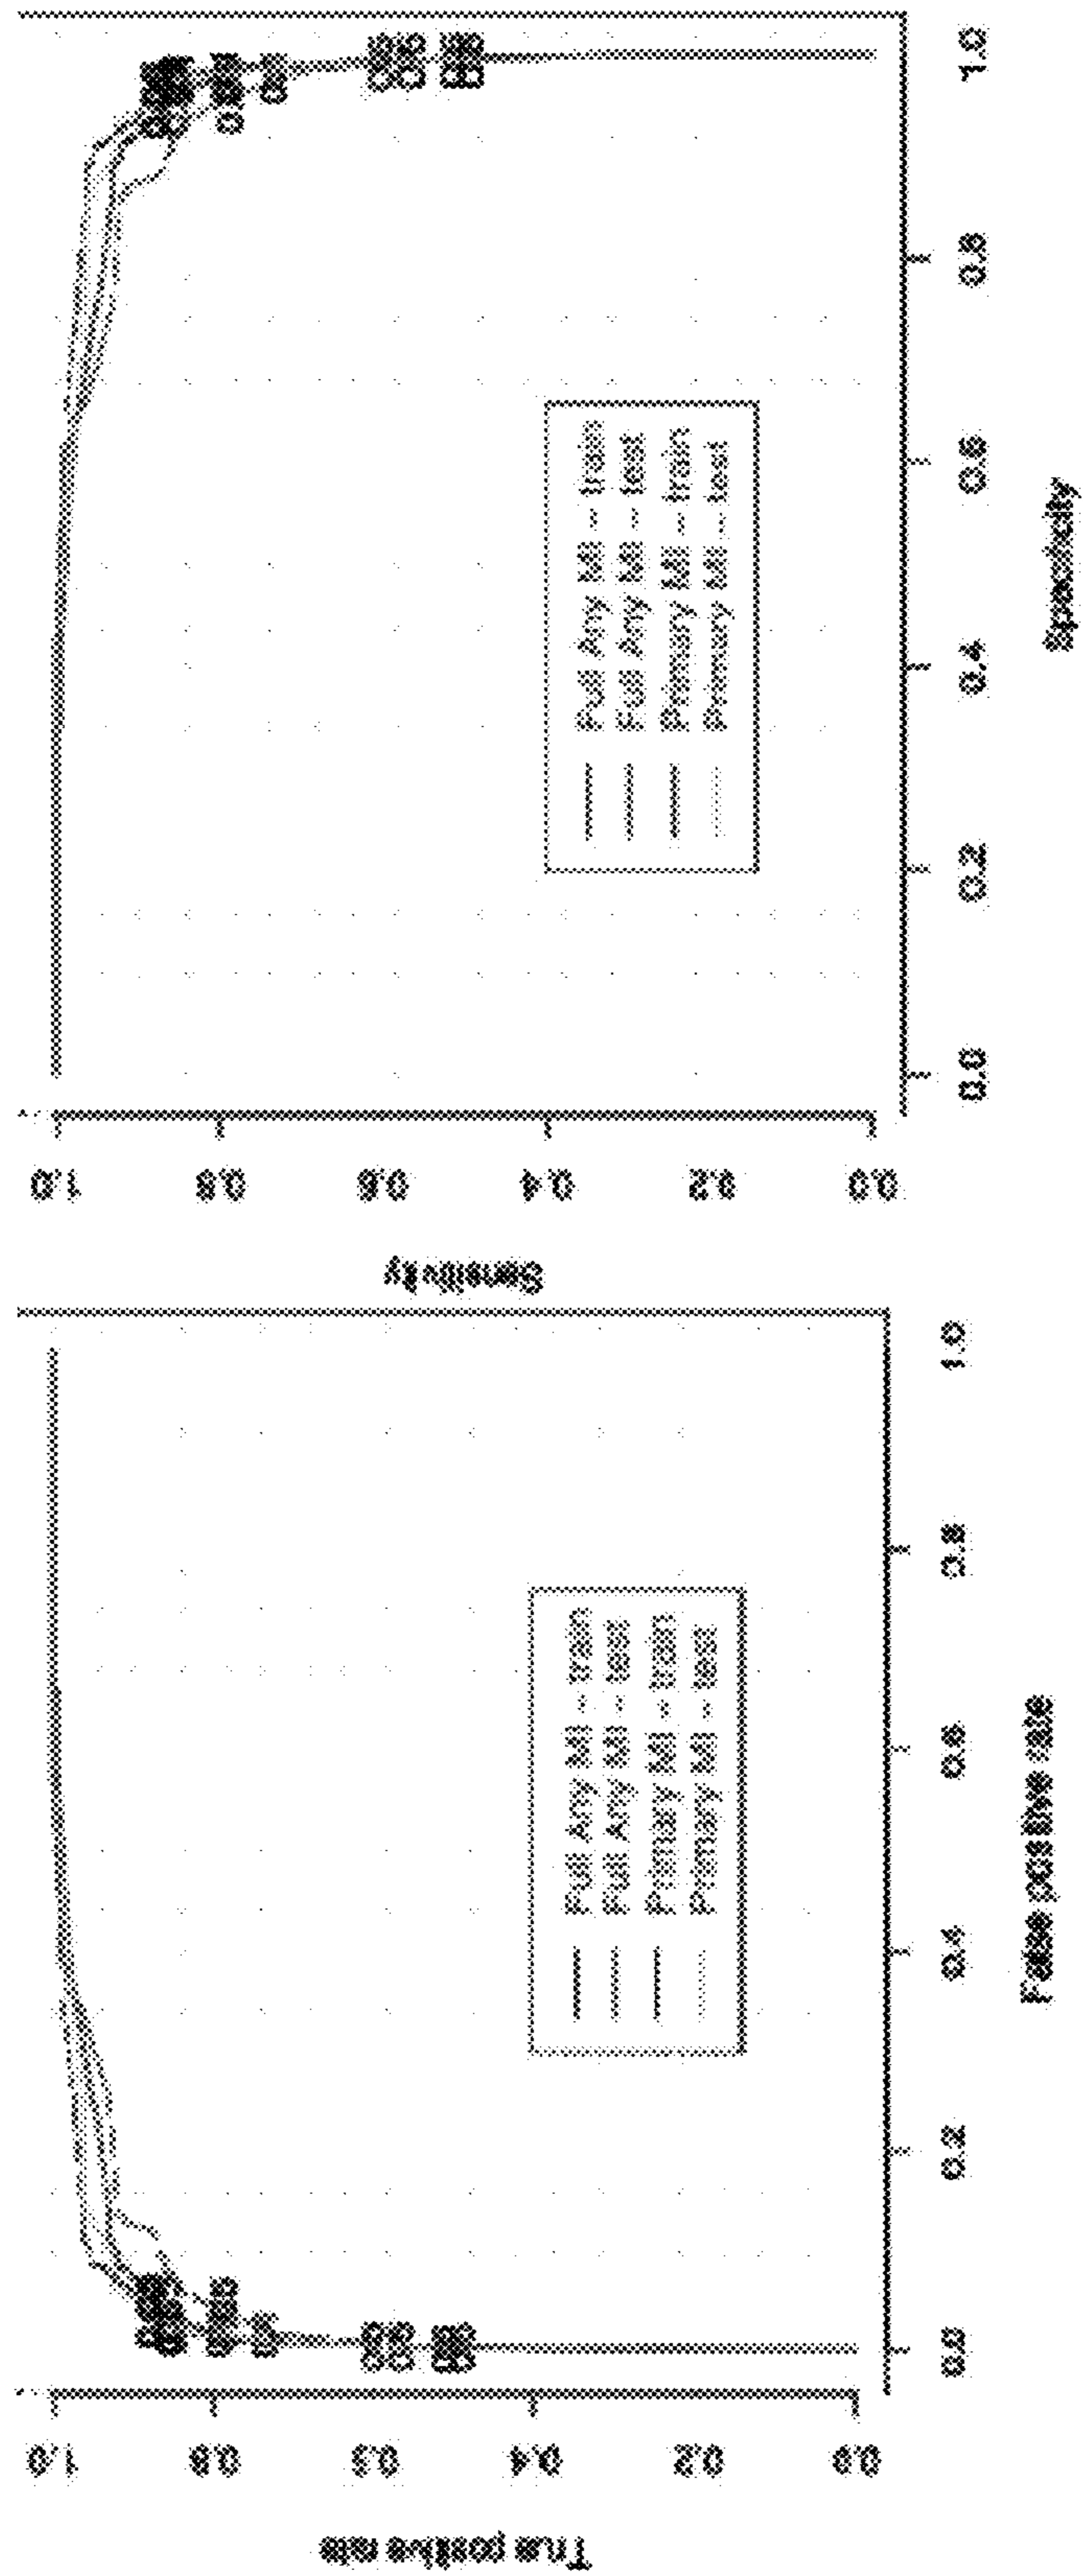 True positive rate
1.0
0.8
0.6
0.4
0.2
0.0
Full Any MI -- train
Full Any MI -- test
Primary MI -- train
Primary MI -- test
0.0
0.2
0.4
0.6
0.8
1.0
False positive rate
Sensitivity
1.0
0.8
0.6
0.4
0.2
0.0
Full Any MI -- train
Full Any MI -- test
Primary MI -- train
Primary MI -- test
0.0
0.2
0.4
0.6
0.8
1.0
Specificity